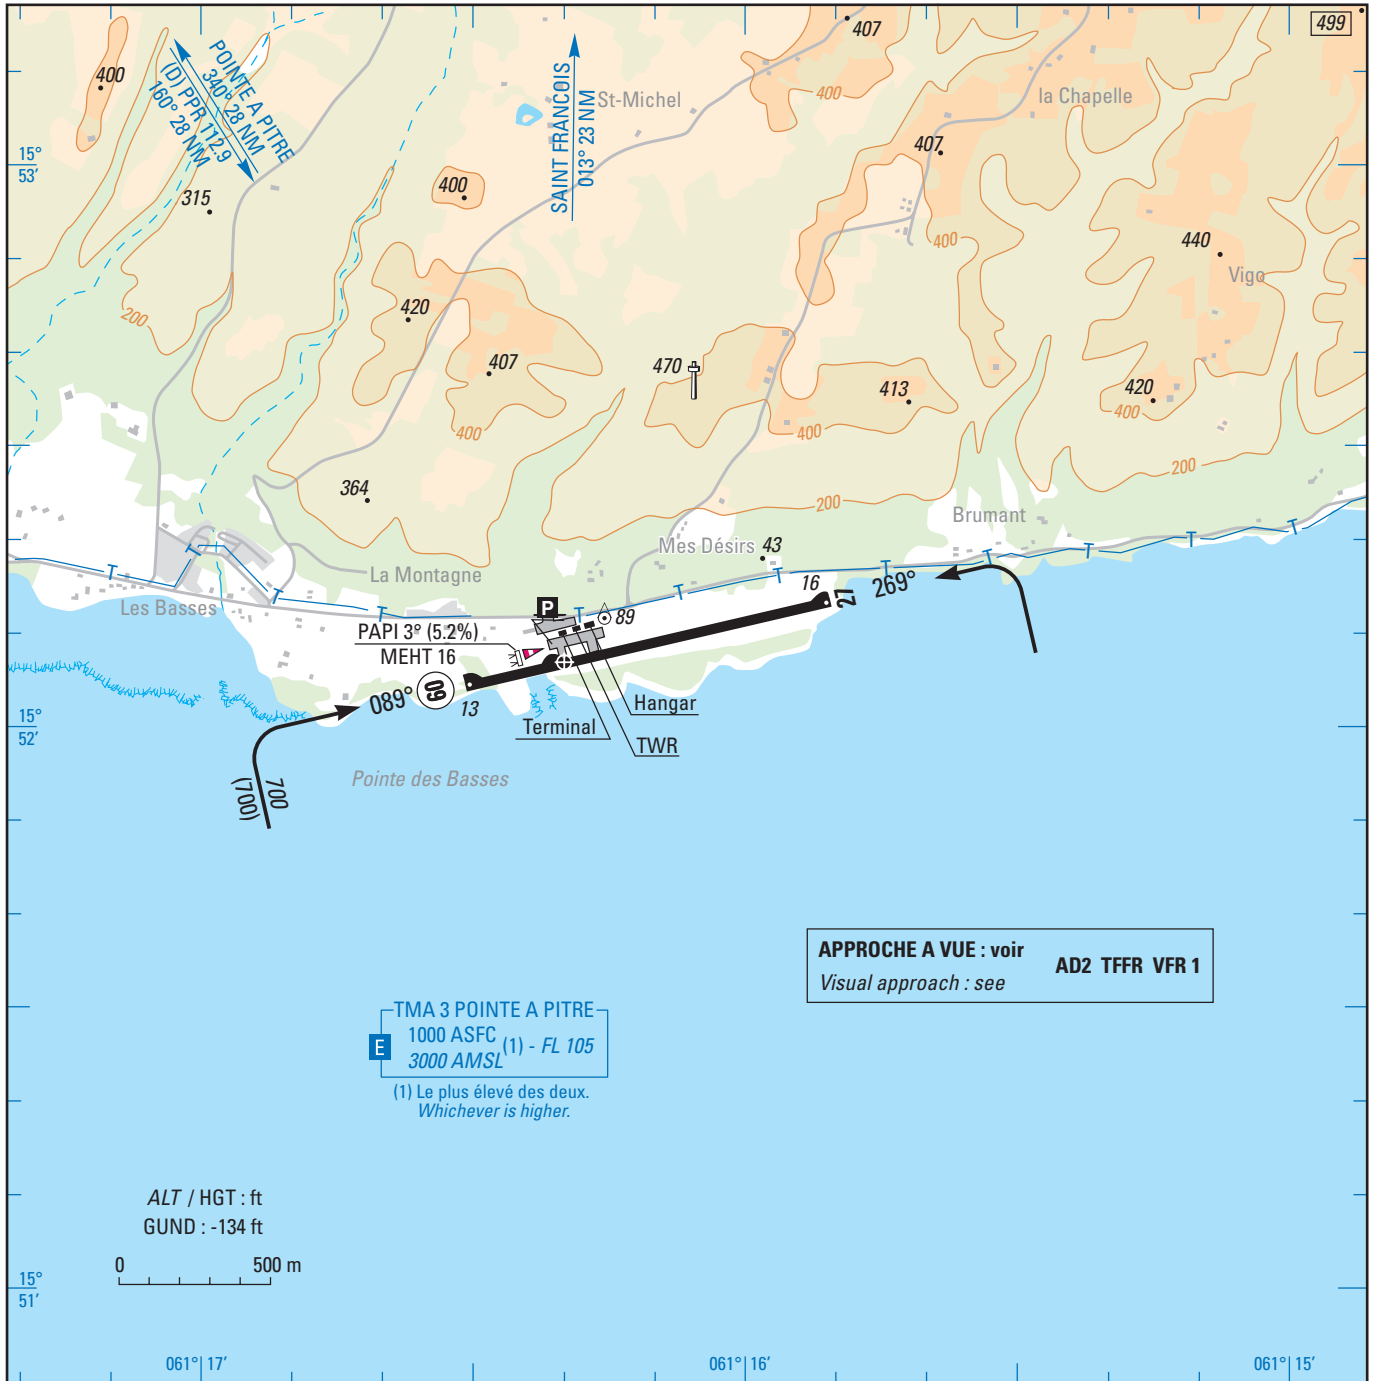 499
407
400
POINTE A PITRE
340° 28 NM
(D) PPR 112.9
160° 28 NM
SAINT FRANCOIS
013° 23 NM
St-Michel
400
la Chapelle
407
15°
53'
315
400
400
440
Vigo
200
420
407
470
413
420
400
400
400
200
364
200
Brumant
Mes Désirs
43
La Montagne
Les Basses
T
T
T
T
T
T
T
T
T
T
T
T
16
27
269°
P
89
PAPI 3° (5.2%)
MEHT 16
089°
09
13
Hangar
Terminal
TWR
15°
52'
700
(700)
Pointe des Basses
APPROCHE A VUE : voir
Visual approach : see
AD2 TFFR VFR 1
TMA 3 POINTE A PITRE
E
1000 ASFC
3000 AMSL
(1) - FL 105
(1) Le plus élevé des deux.
Whichever is higher.
ALT / HGT : ft
GUND : -134 ft
0
500 m
15°
51'
061° 17'
061° 16'
061° 15'